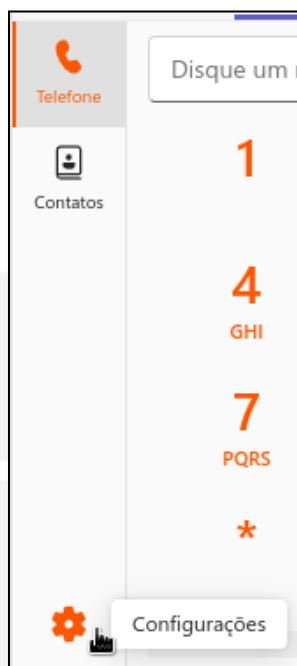 Telefone
Contatos
Disque um
1
4
GHI
7
PQRS
*
Configurações